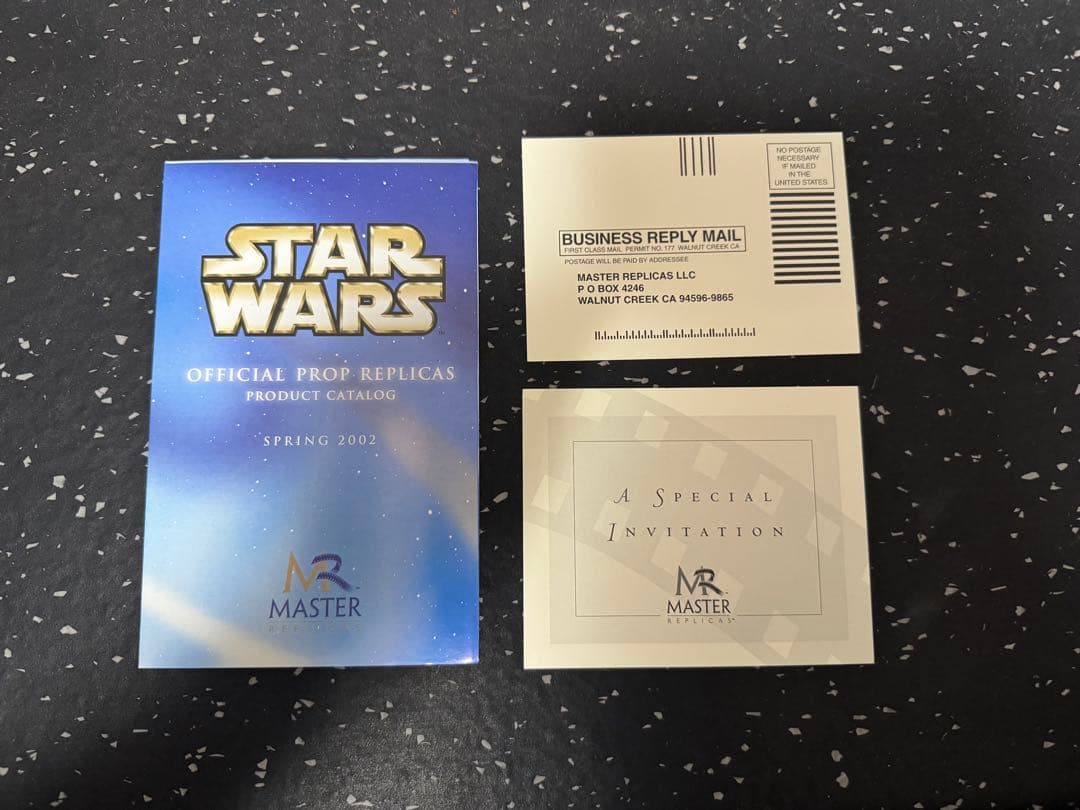 STAR
WARS
OFFICIAL PROP REPLICAS
PRODUCT CATALOG
SPRING 2002
MR
MASTER
REPLICAS
NO POSTAGE
NECESSARY
IF MAILED
IN THE
UNITED STATES
BUSINESS REPLY MAIL
FIRST CLASS MAIL PERMIT NO. 177 WALNUT CREEK CA
POSTAGE WILL BE PAID BY ADDRESSEE
MASTER REPLICAS LLC
P O BOX 4246
WALNUT CREEK CA 94596-9865
A SPECIAL
INVITATION
MR
MASTER
REPLICAS™